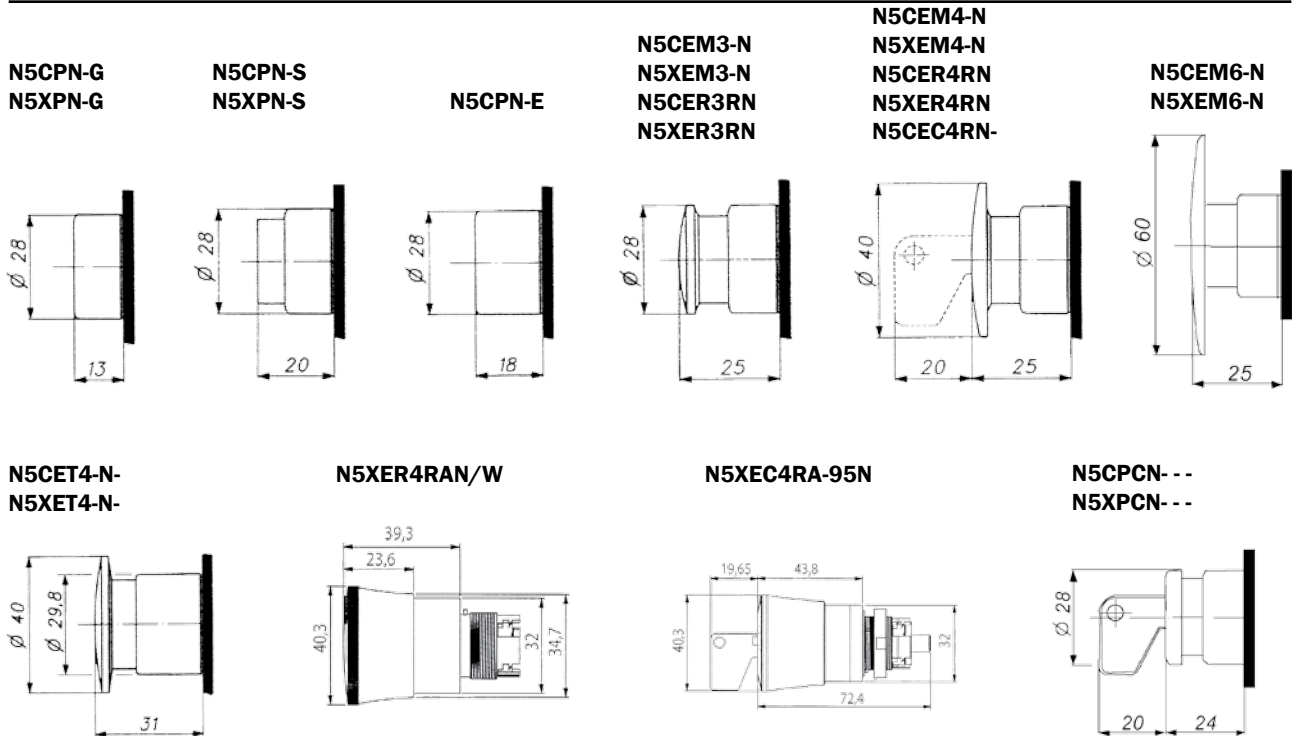 N5CPN-G
N5XPN-G
N5CPN-S
N5XPN-S
N5CPN-E
N5CEM3-N
N5XEM3-N
N5CER3RN
N5XER3RN
N5CEM4-N
N5XEM4-N
N5CER4RN
N5XER4RN
N5CEC4RN-
N5CEM6-N
N5XEM6-N
Ø 28
13
Ø 28
20
Ø 28
18
Ø 28
25
Ø 40
20
25
Ø 60
25
N5CET4-N-
N5XET4-N-
N5XER4RAN/W
N5XEC4RA-95N
N5CPCN- - -
N5XPCN- - -
Ø 40
Ø 29,8
31
39,3
23,6
40,3
32
34,7
19,65
43,8
40,3
32
72,4
Ø 28
20
24